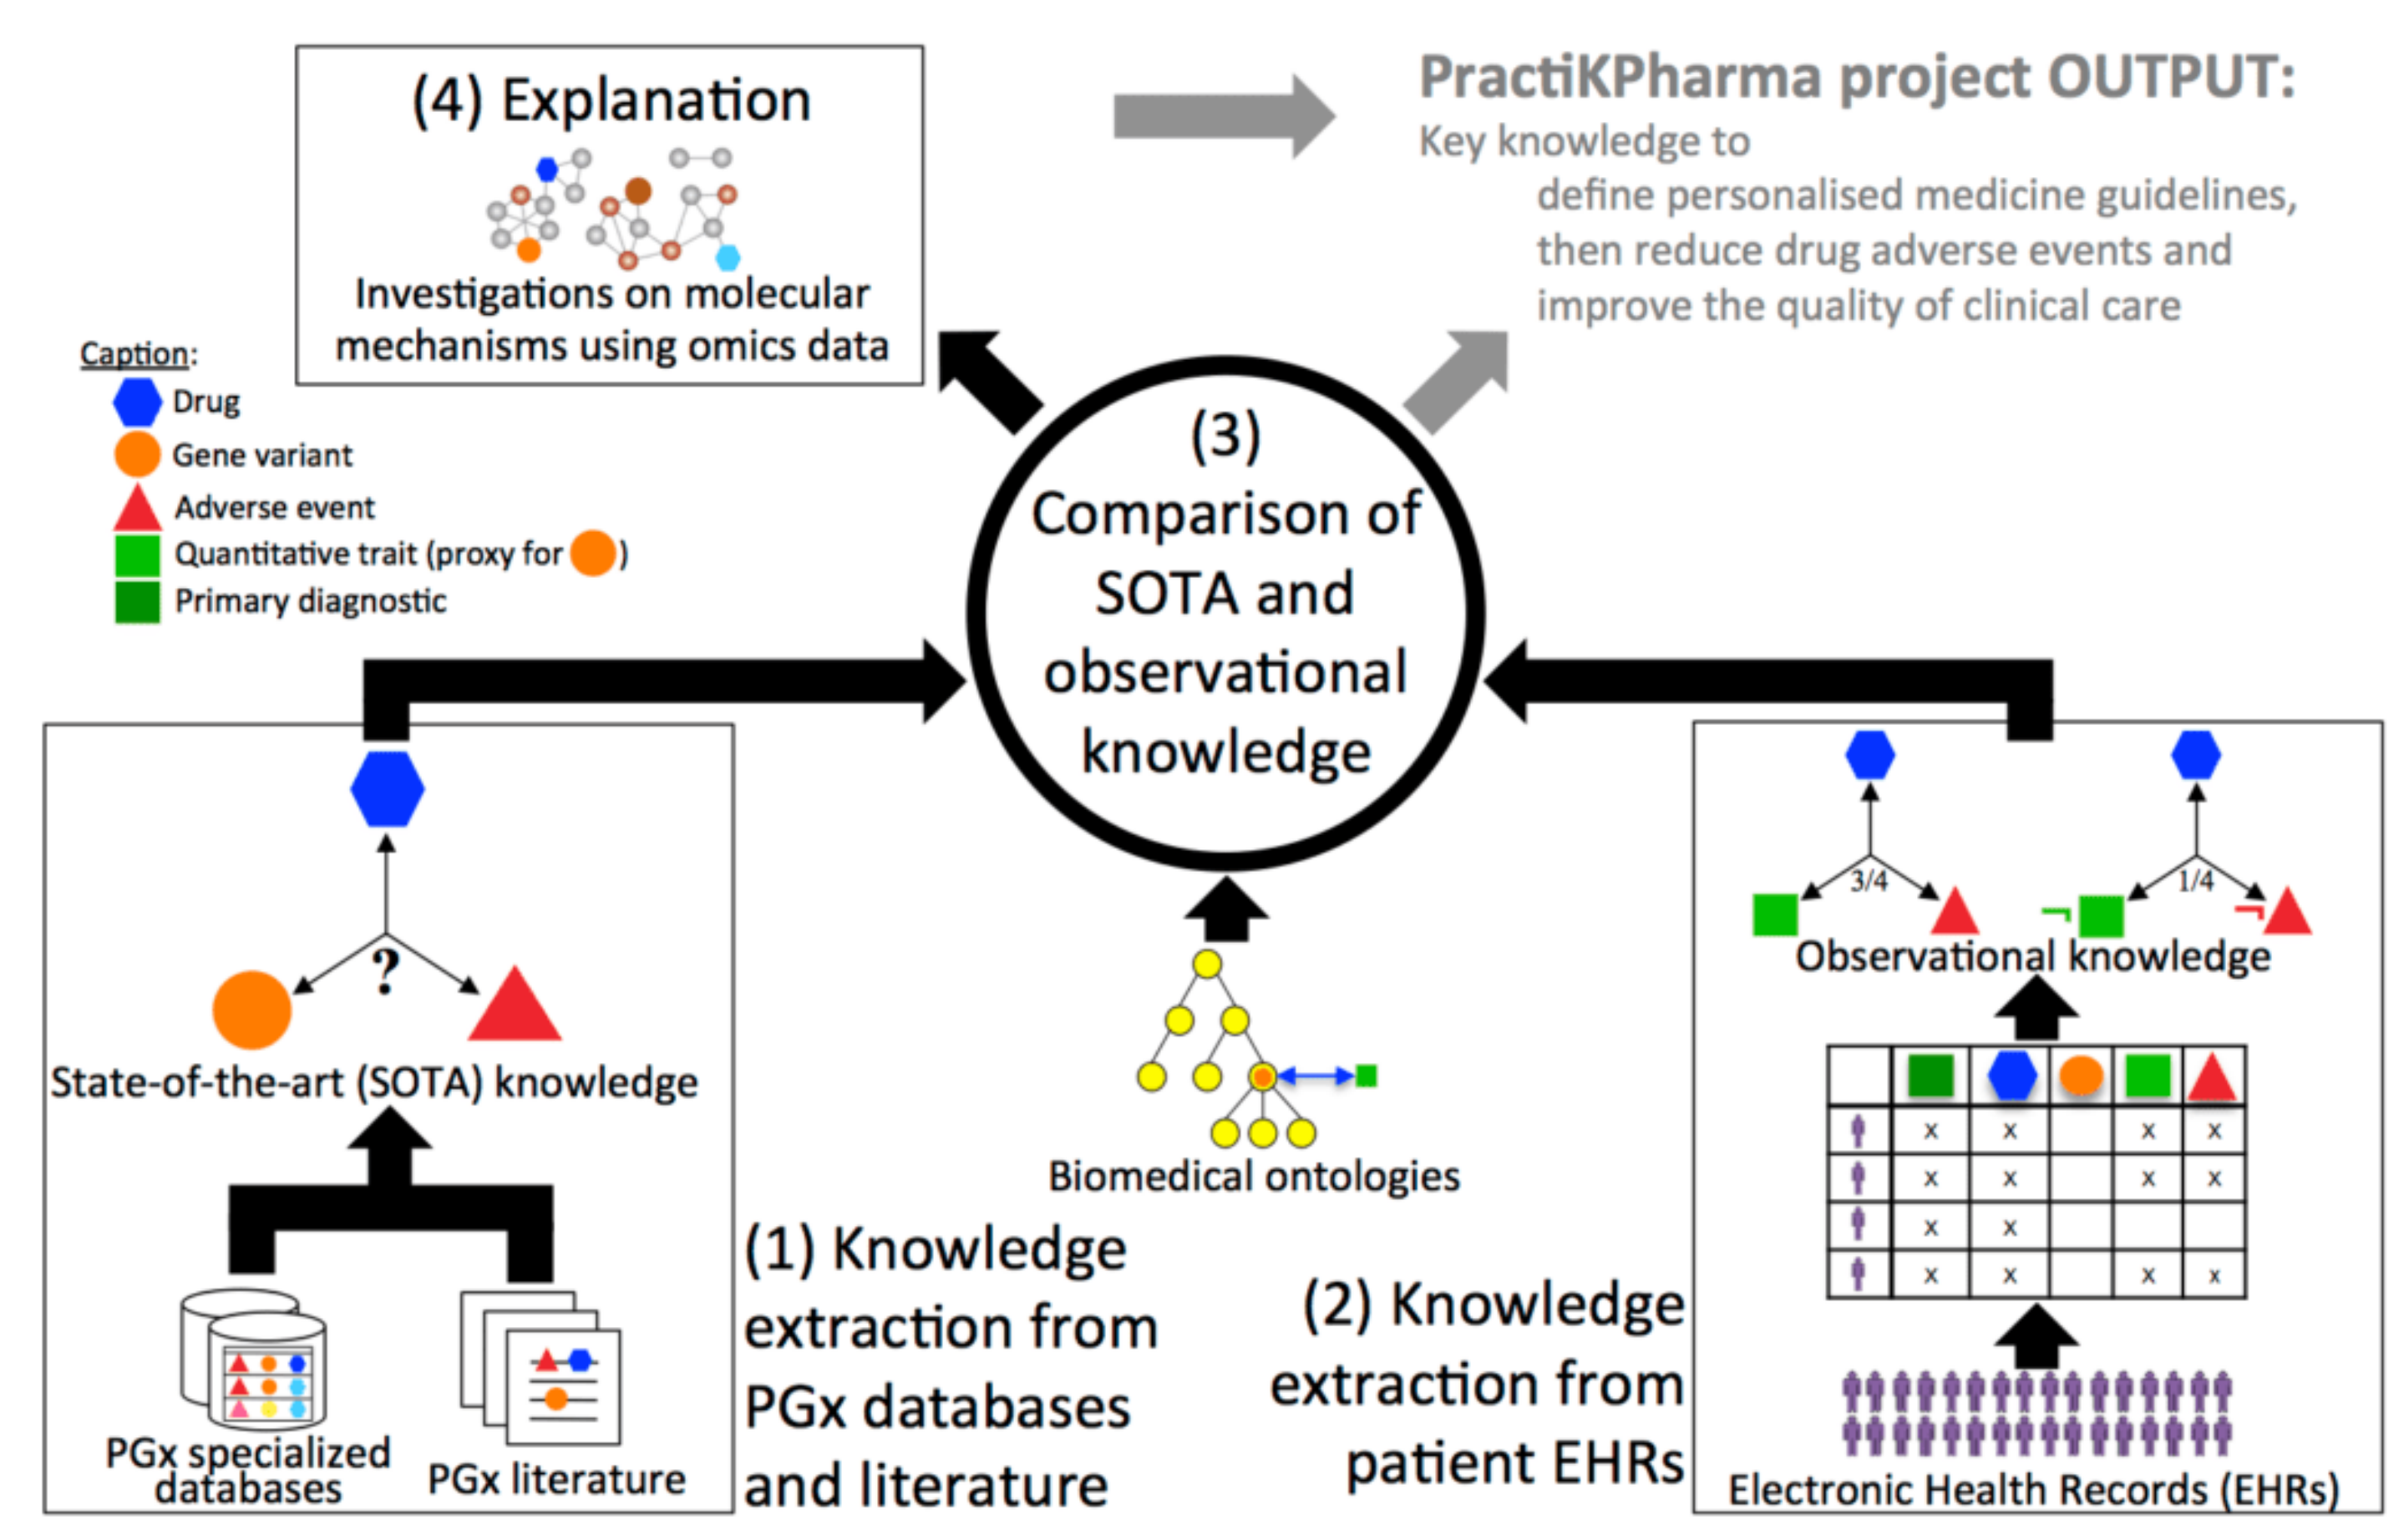 (4) Explanation
Investigations on molecular
mechanisms using omics data
PractiKPharma project OUTPUT:
Key knowledge to
define personalised medicine guidelines,
then reduce drug adverse events and
improve the quality of clinical care
Caption:
Drug
Gene variant
Adverse event
Quantitative trait (proxy for )
Primary diagnostic
(3)
Comparison of
SOTA and
observational
knowledge
?
State-of-the-art (SOTA) knowledge
PGx specialized
databases
PGx literature
(1) Knowledge
extraction from
PGx databases
and literature
Biomedical ontologies
(2) Knowledge
extraction from
patient EHRs
3/4
1/4
¬ ¬
Observational knowledge
x x x x
x x x x
x x
x x x x
Electronic Health Records (EHRs)